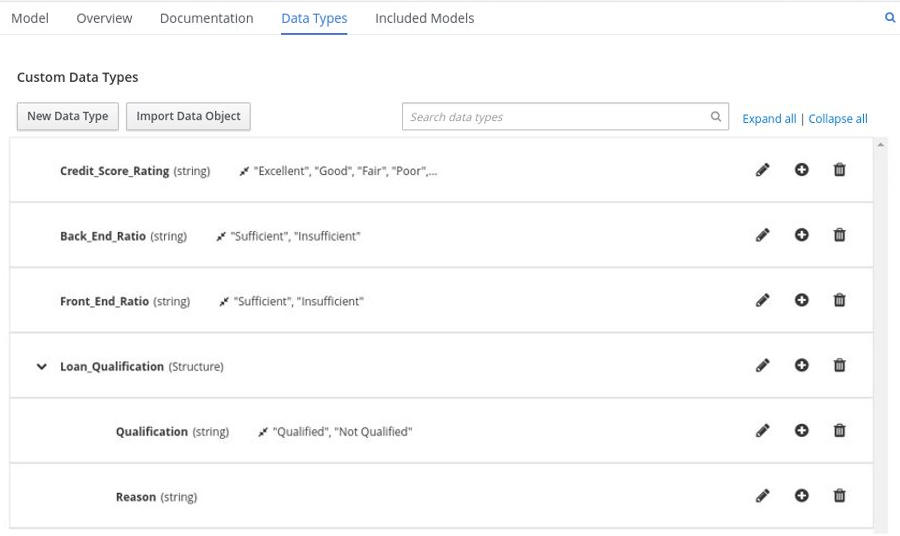 Model Overview Documentation Data Types Included Models
Custom Data Types
New Data Type Import Data Object Search data types Expand all | Collapse all
Credit_Score_Rating (string) "Excellent", "Good", "Fair", "Poor",...
Back_End_Ratio (string) "Sufficient", "Insufficient"
Front_End_Ratio (string) "Sufficient", "Insufficient"
Loan_Qualification (Structure)
Qualification (string) "Qualified", "Not Qualified"
Reason (string)